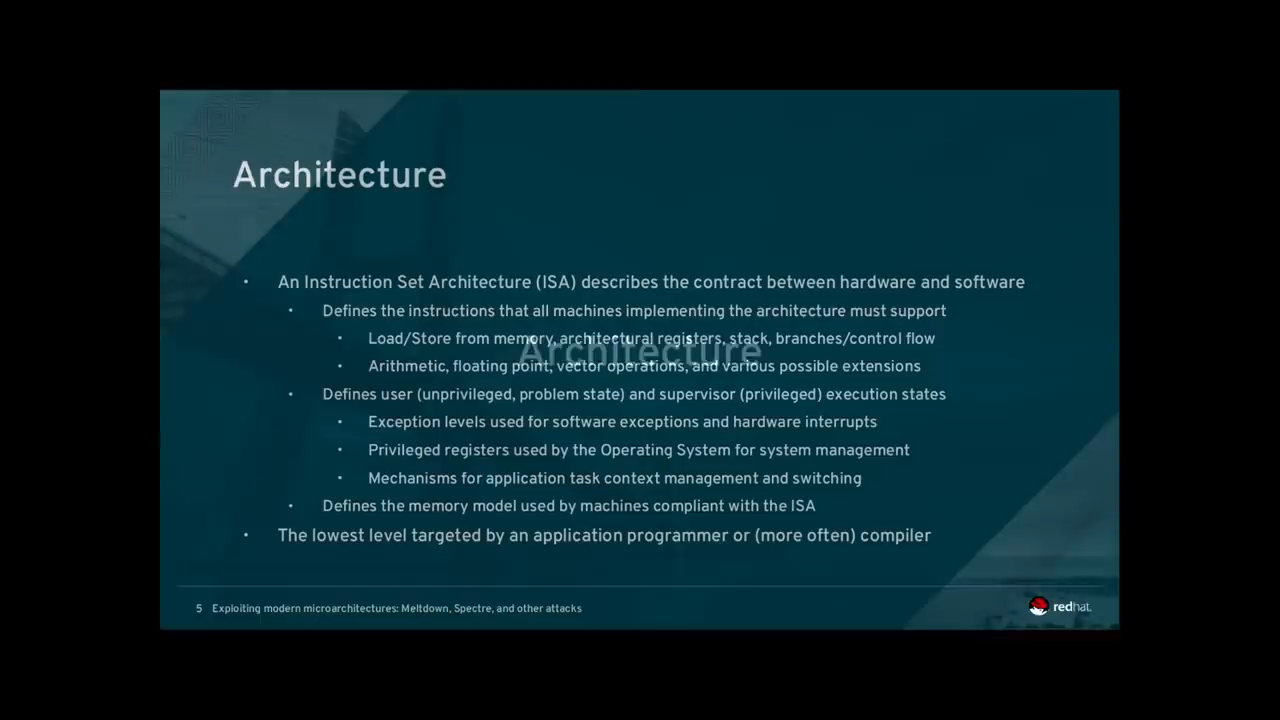 Architecture
• An Instruction Set Architecture (ISA) describes the contract between hardware and software
• Defines the instructions that all machines implementing the architecture must support
• Load/Store from memory, architectural registers, stack, branches/control flow
Architecture
• Arithmetic, floating point, vector operations, and various possible extensions
• Defines user (unprivileged, problem state) and supervisor (privileged) execution states
• Exception levels used for software exceptions and hardware interrupts
• Privileged registers used by the Operating System for system management
• Mechanisms for application task context management and switching
• Defines the memory model used by machines compliant with the ISA
• The lowest level targeted by an application programmer or (more often) compiler
5 Exploiting modern microarchitectures: Meltdown, Spectre, and other attacks
redhat.